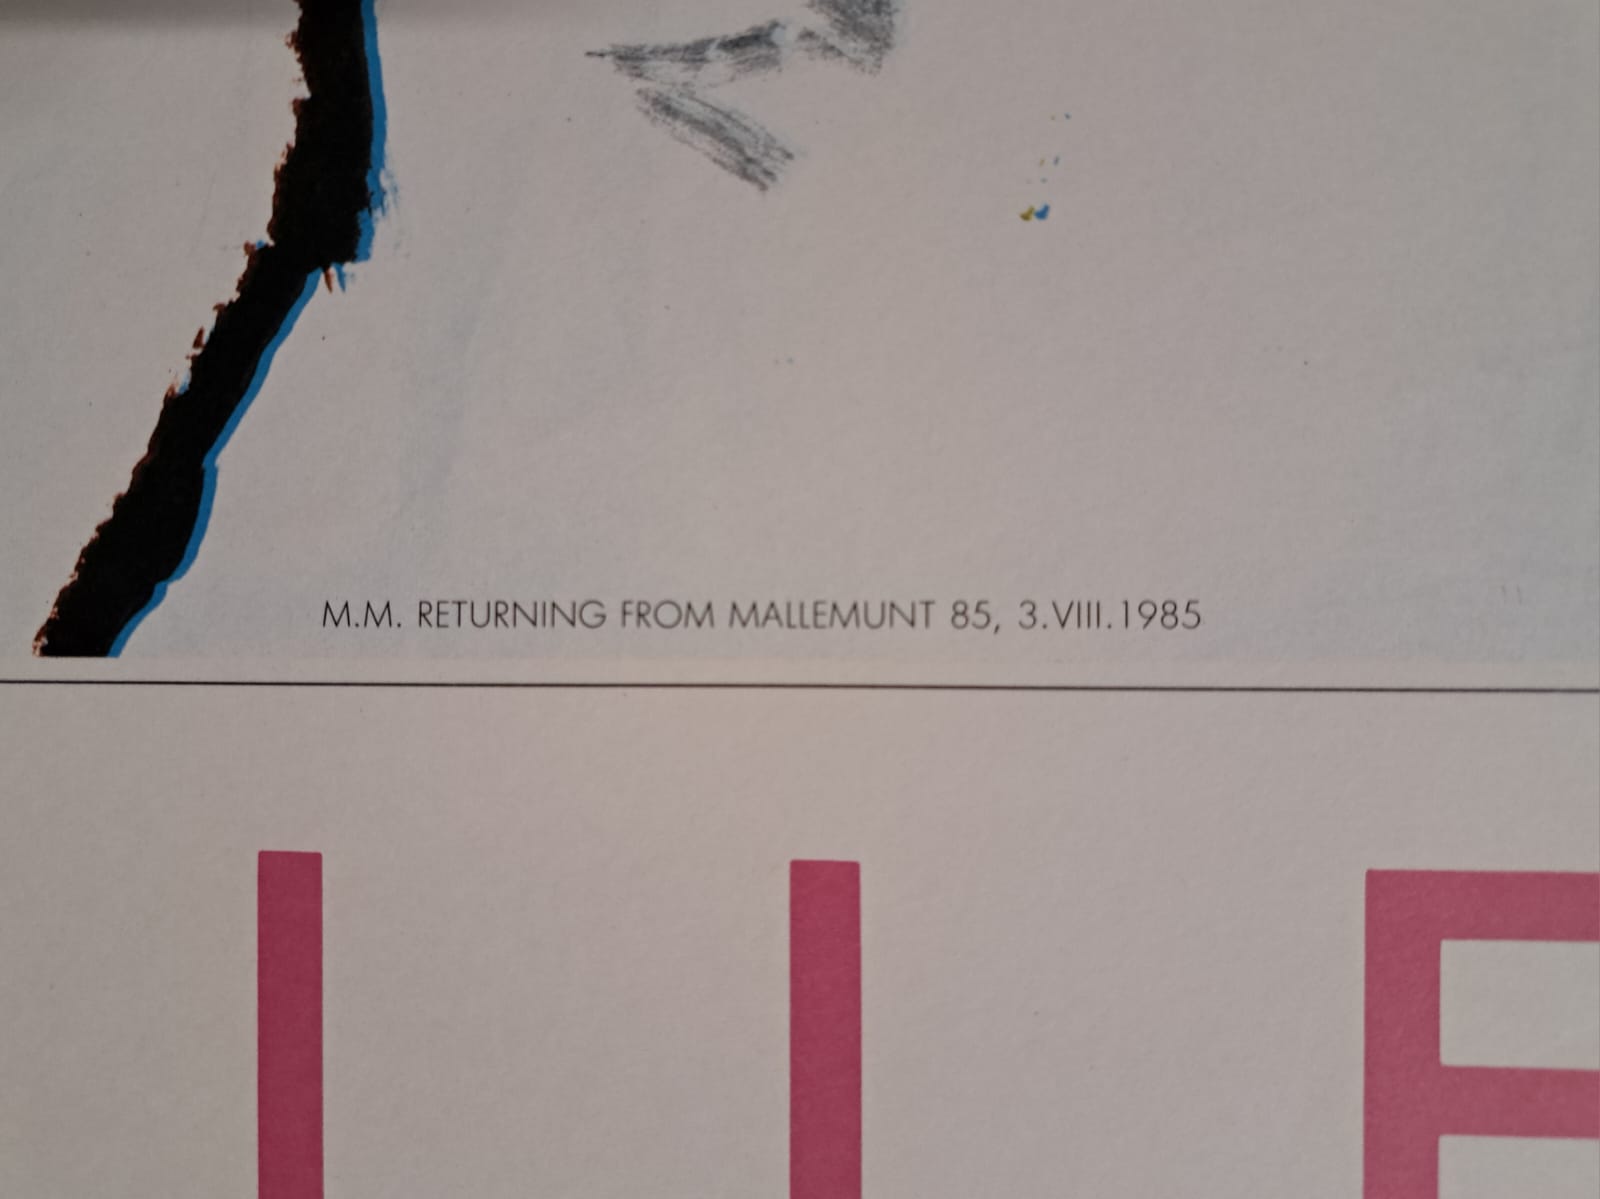 M.M. RETURNING FROM MALLEMUNT 85, 3.VIII.1985